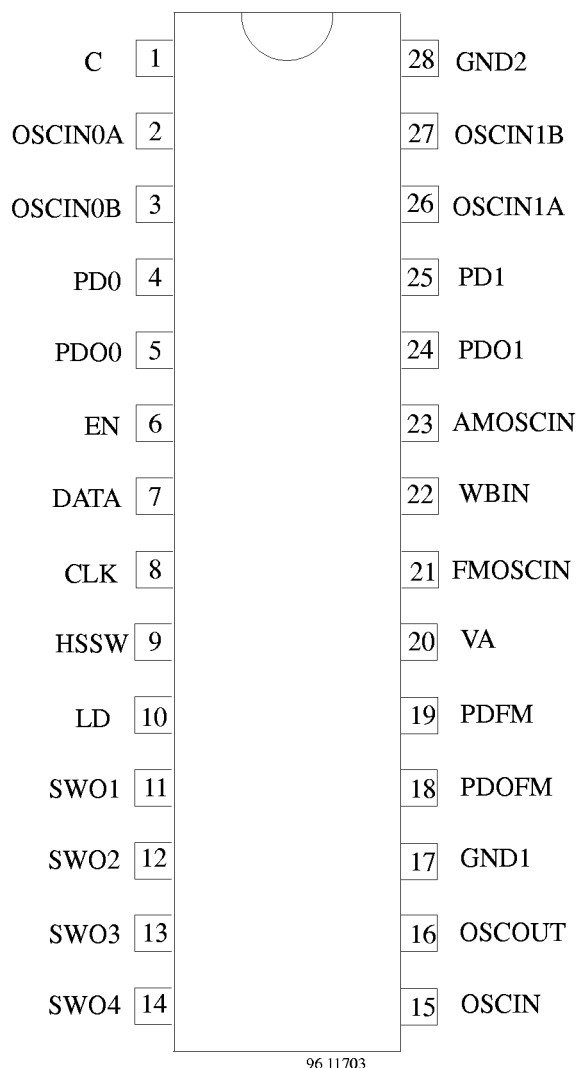 C 1 28 GND2
OSCIN0A 2 27 OSCIN1B
OSCIN0B 3 26 OSCIN1A
PD0 4 25 PD1
PDO0 5 24 PDO1
EN 6 23 AMOSCIN
DATA 7 22 WBIN
CLK 8 21 FMOSCIN
HSSW 9 20 VA
LD 10 19 PDFM
SWO1 11 18 PDOFM
SWO2 12 17 GND1
SWO3 13 16 OSCOUT
SWO4 14 15 OSCIN
96 11703